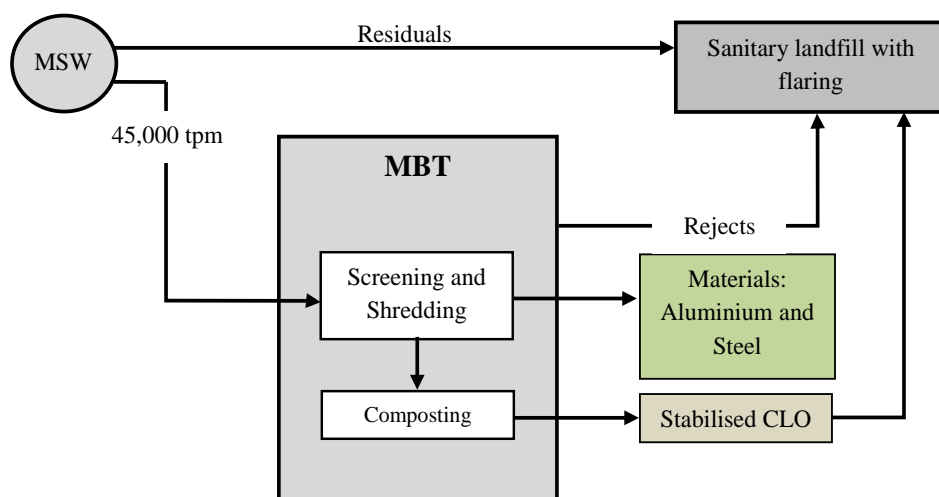 Residuals
MSW
Sanitary landfill with
flaring
45,000 tpm
MBT
Rejects
Screening and
Shredding
Materials:
Aluminium and
Steel
Composting
Stabilised CLO